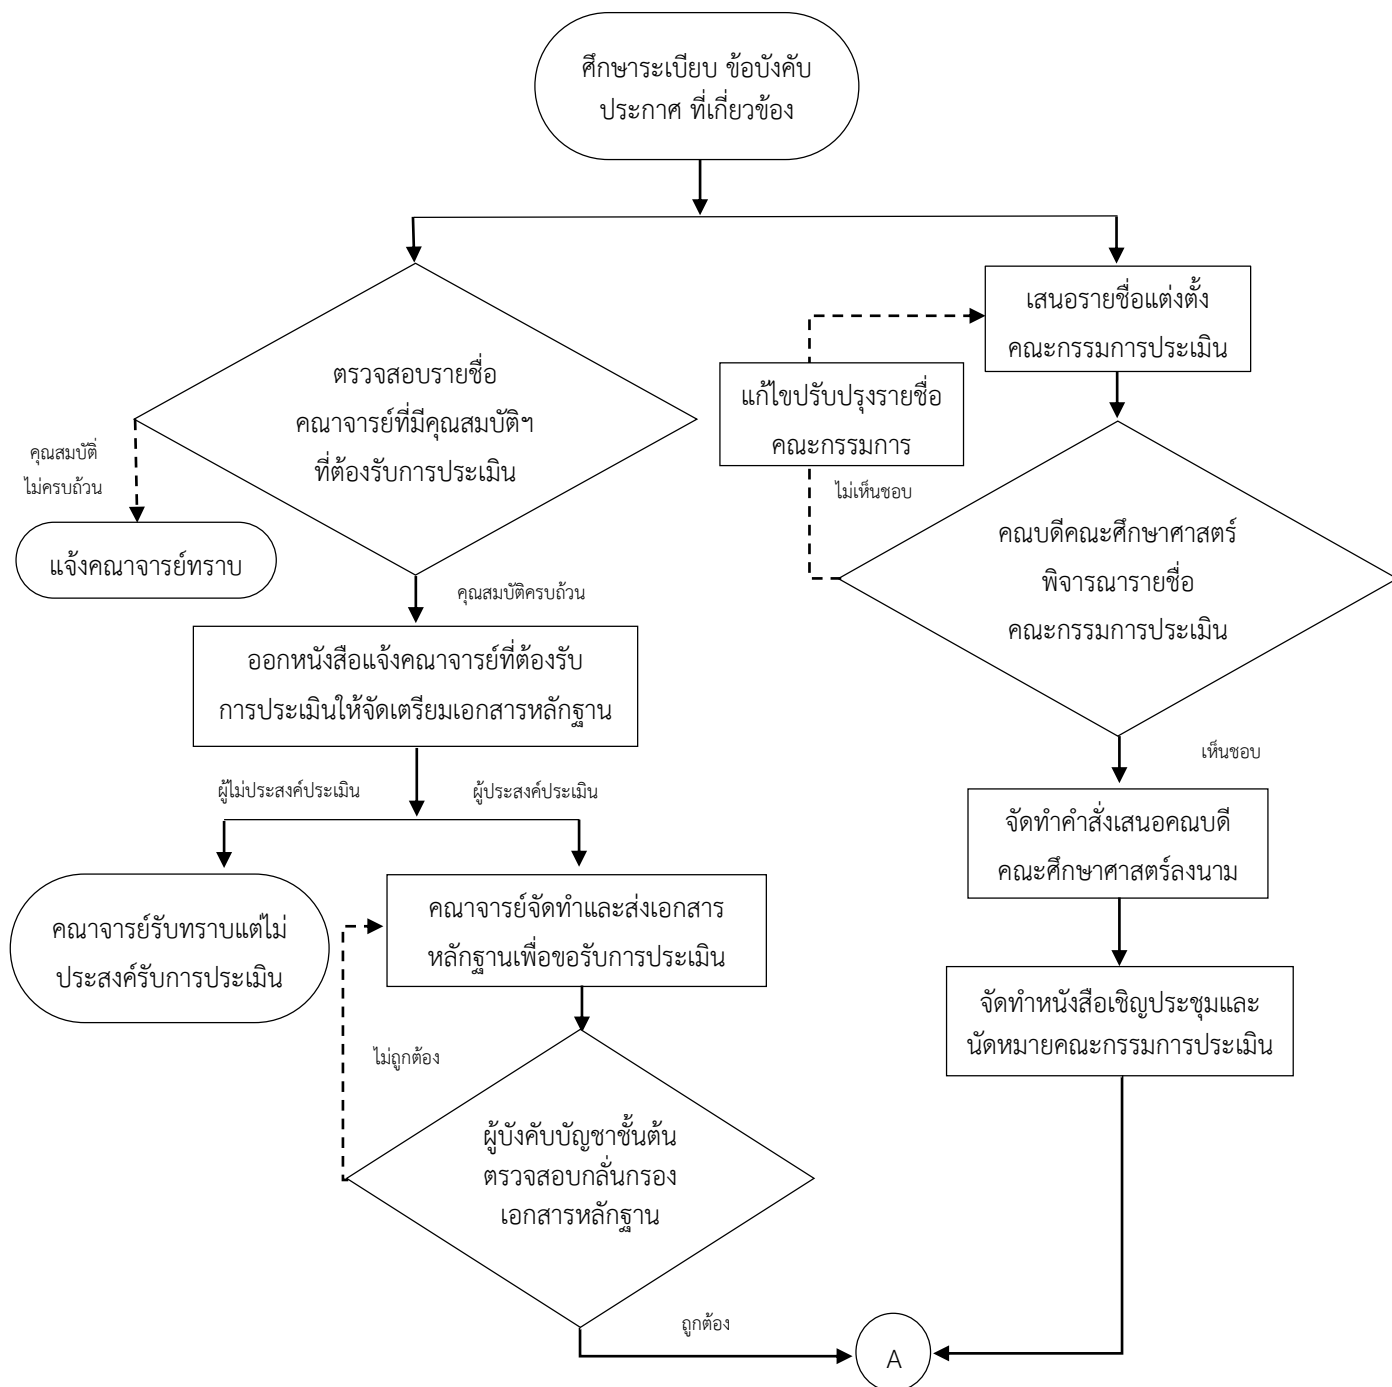 ศึกษาระเบียบ ข้อบังคับ
ประกาศ ที่เกี่ยวข้อง
ตรวจสอบรายชื่อ
คณาจารย์ที่มีคุณสมบัติฯ
ที่ต้องรับการประเมิน
คุณสมบัติ่
ไม่ครบถ้วน
แจ้งคณาจารย์ทราบ
คุณสมบัติครบถ้วน
ออกหนังสือแจ้งคณาจารย์ที่ต้องรับ
การประเมินให้จัดเตรียมเอกสารหลักฐาน
ผู้ไม่ประสงค์ประเมิน
ผู้ประสงค์ประเมิน
คณาจารย์รับทราบแต่ไม่
ประสงค์รับการประเมิน
คณาจารย์จัดทำและส่งเอกสาร
หลักฐานเพื่อขอรับการประเมิน
ไม่ถูกต้อง
ผู้บังคับบัญชาชั้นต้น
ตรวจสอบกลั่นกรอง
เอกสารหลักฐาน
ถูกต้อง
เสนอรายชื่อแต่งตั้ง
คณะกรรมการประเมิน
แก้ไขปรับปรุงรายชื่อ
คณะกรรมการ
ไม่เห็นชอบ
คณบดีคณะศึกษาศาสตร์
พิจารณารายชื่อ
คณะกรรมการประเมิน
เห็นชอบ
จัดทำคำสั่งเสนอคณบดี
คณะศึกษาศาสตร์ลงนาม
จัดทำหนังสือเชิญประชุมและ
นัดหมายคณะกรรมการประเมิน
A